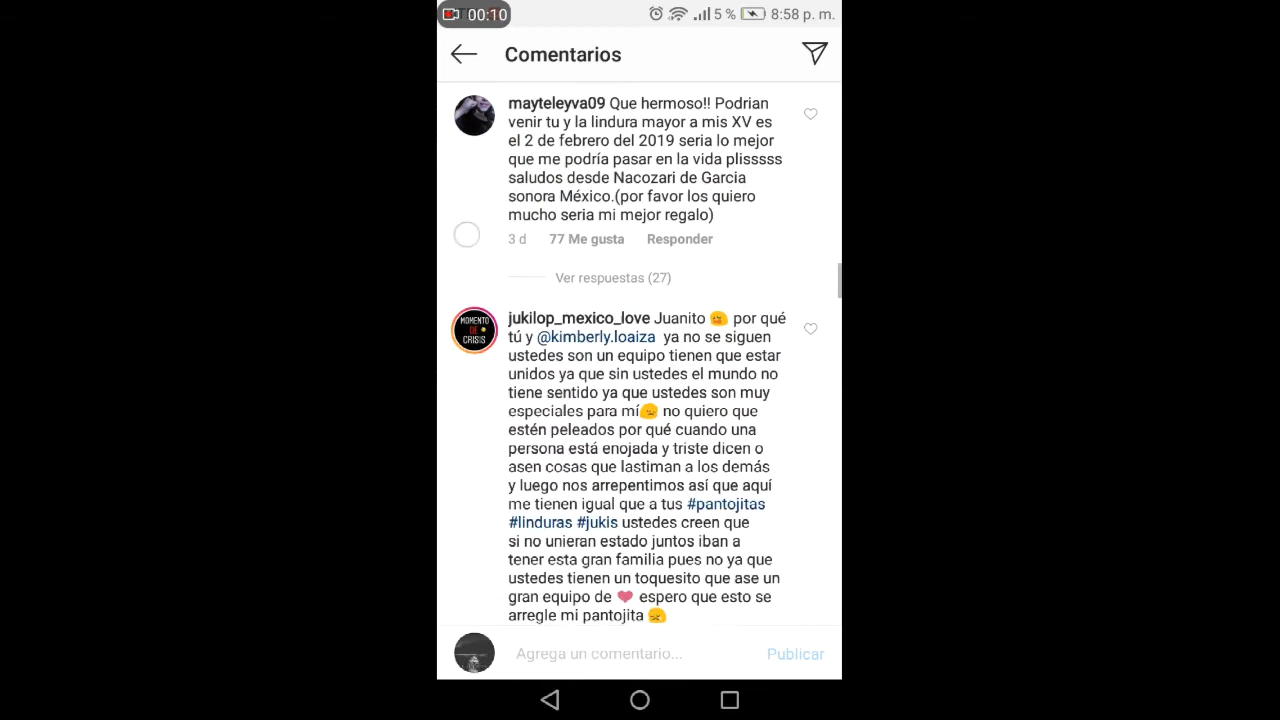 00:10 5 % 8:58 p. m.
Comentarios
mayteleyva09 Que hermoso!! Podrian
venir tu y la lindura mayor a mis XV es
el 2 de febrero del 2019 seria lo mejor
que me podría pasar en la vida plisssss
saludos desde Nacozari de Garcia
sonora México.(por favor los quiero
mucho seria mi mejor regalo)
3 d 77 Me gusta Responder
Ver respuestas (27)
MOMENTO
DE
CRISIS
jukilop_mexico_love Juanito 😫 por qué
tú y @kimberly.loaiza ya no se siguen
ustedes son un equipo tienen que estar
unidos ya que sin ustedes el mundo no
tiene sentido ya que ustedes son muy
especiales para mí😞 no quiero que
estén peleados por qué cuando una
persona está enojada y triste dicen o
asen cosas que lastiman a los demás
y luego nos arrepentimos así que aquí
me tienen igual que a tus #pantojitas
#linduras #jukis ustedes creen que
si no unieran estado juntos iban a
tener esta gran familia pues no ya que
ustedes tienen un toquesito que ase un
gran equipo de ❤ espero que esto se
arregle mi pantojita 😞
Agrega un comentario... Publicar